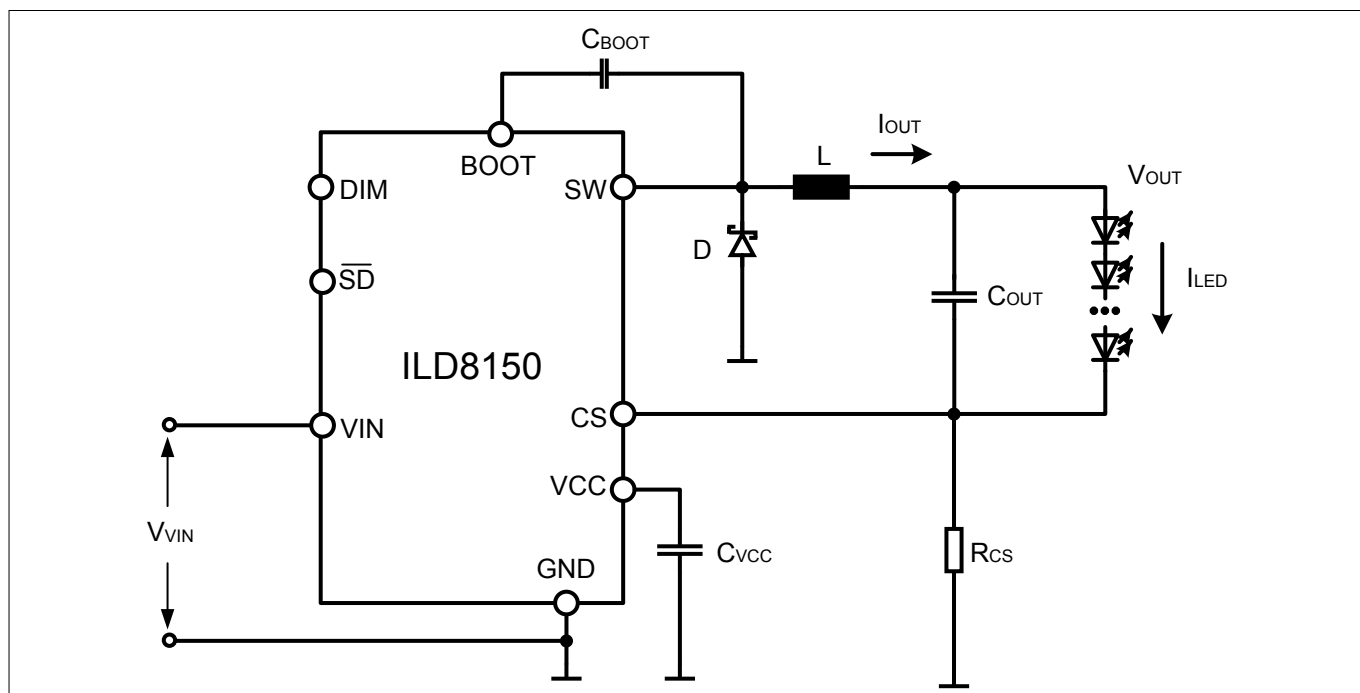 CBOOT
IOUT
BOOT
L
DIM
SW
VOUT
D
SD
ILED
COUT
ILD8150
CS
VIN
VCC
VVIN
CVCC
RCS
GND